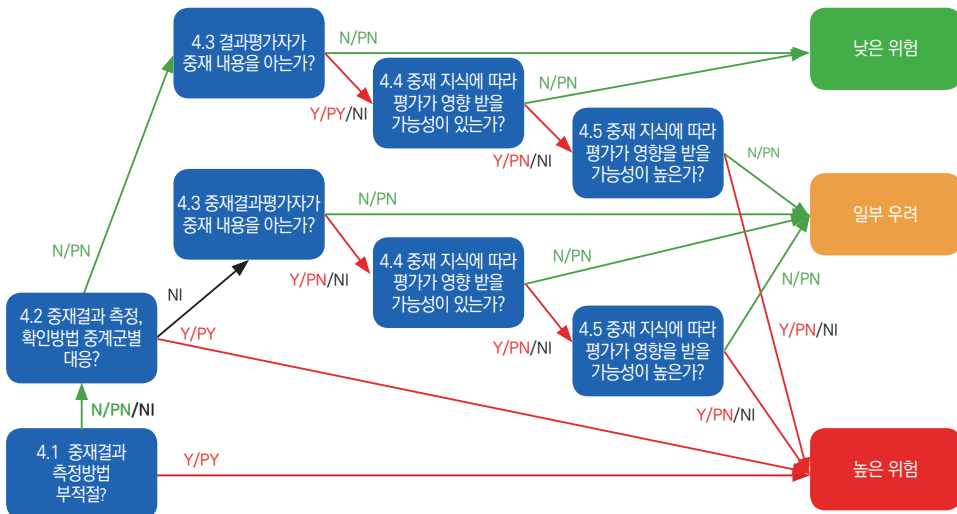 4.3 결과평가자가
중재 내용을 아는가?
N/PN
낮은 위험
Y/PY/NI
4.4 중재 지식에 따라
평가가 영향 받을
가능성이 있는가?
N/PN
Y/PN/NI
4.5 중재 지식에 따라
평가가 영향을 받을
가능성이 높은가?
N/PN
4.3 중재결과평가자가
중재 내용을 아는가?
N/PN
일부 우려
N/PN
Y/PN/NI
4.4 중재 지식에 따라
평가가 영향 받을
가능성이 있는가?
N/PN
N/PN
NI
4.2 중재결과 측정,
확인방법 중계군별
대응?
Y/PY
Y/PN/NI
4.5 중재 지식에 따라
평가가 영향을 받을
가능성이 높은가?
Y/PN/NI
N/PN/NI
Y/PN/NI
4.1 중재결과
측정방법
부적절?
Y/PY
높은 위험